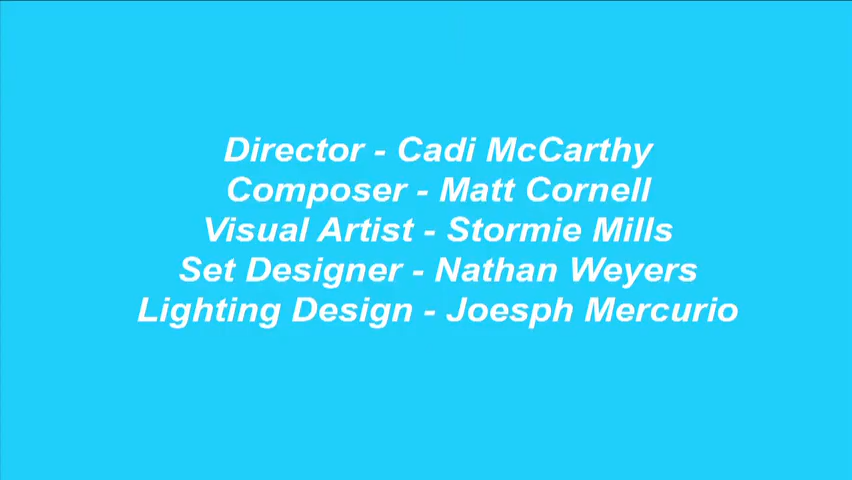 Director - Cadi McCarthy
Composer - Matt Cornell
Visual Artist - Stormie Mills
Set Designer - Nathan Weyers
Lighting Design - Joesph Mercurio